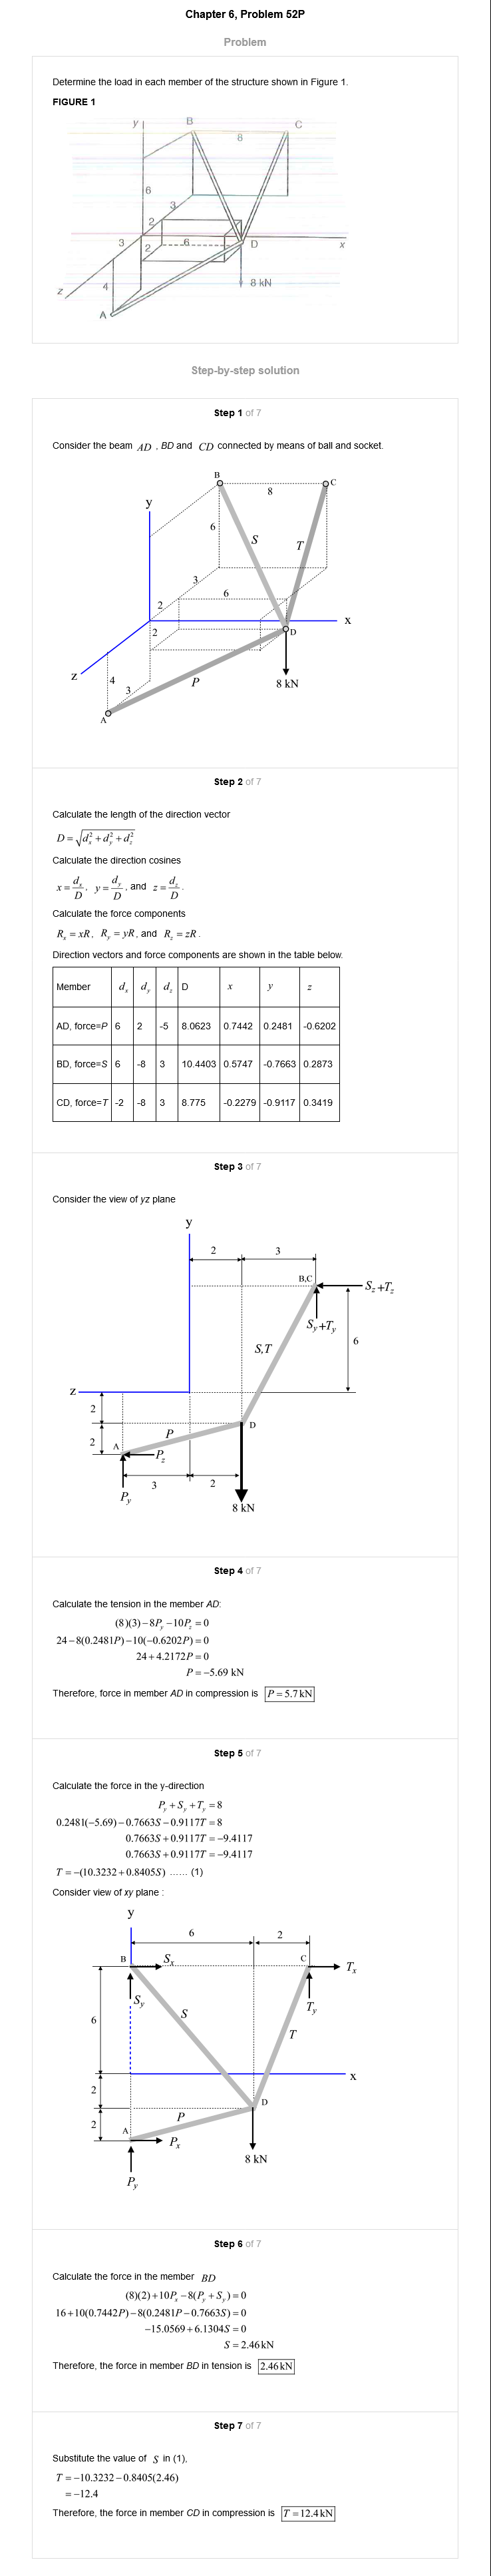 Chapter 6, Problem 52P
Problem
Determine the load in each member of the structure shown in Figure 1.
FIGURE 1
y
B
C
8
6
3
2
3
2
6
D
x
z
4
8 kN
A
Step-by-step solution
Step 1 of 7
Consider the beam AD , BD and CD connected by means of ball and socket.
B
C
8
y
6
S
T
3
6
2
x
2
D
z
4
P
8 kN
3
A
Step 2 of 7
Calculate the length of the direction vector
D = √(d_x^2 + d_y^2 + d_z^2)
Calculate the direction cosines
x = d_x/D, y = d_y/D, and z = d_z/D.
Calculate the force components
R_x = xR, R_y = yR, and R_z = zR.
Direction vectors and force components are shown in the table below.
Member d_x d_y d_z D x y z
AD, force=P 6 2 -5 8.0623 0.7442 0.2481 -0.6202
BD, force=S 6 -8 3 10.4403 0.5747 -0.7663 0.2873
CD, force=T -2 -8 3 8.775 -0.2279 -0.9117 0.3419
Step 3 of 7
Consider the view of yz plane
y
2
3
B,C
S_z+T_z
S_y+T_y
S,T
6
z
2
D
P
2
A
P_z
3
2
P_y
8 kN
Step 4 of 7
Calculate the tension in the member AD:
(8)(3)−8P_y−10P_z = 0
24−8(0.2481P)−10(−0.6202P) = 0
24+4.2172P = 0
P = −5.69 kN
Therefore, force in member AD in compression is P = 5.7 kN
Step 5 of 7
Calculate the force in the y-direction
P_y + S_y + T_y = 8
0.2481(−5.69)−0.7663S−0.9117T = 8
0.7663S+0.9117T = −9.4117
0.7663S+0.9117T = −9.4117
T = −(10.3232+0.8405S) ...... (1)
Consider view of xy plane :
y
6
2
B
S_x
C
T_x
S_y
T_y
S
6
T
x
2
D
2
P
A
P_x
8 kN
P_y
Step 6 of 7
Calculate the force in the member BD
(8)(2)+10P_x−8(P_y+S_y) = 0
16+10(0.7442P)−8(0.2481P−0.7663S) = 0
−15.0569+6.1304S = 0
S = 2.46 kN
Therefore, the force in member BD in tension is 2.46 kN
Step 7 of 7
Substitute the value of S in (1),
T = −10.3232−0.8405(2.46)
= −12.4
Therefore, the force in member CD in compression is T = 12.4 kN